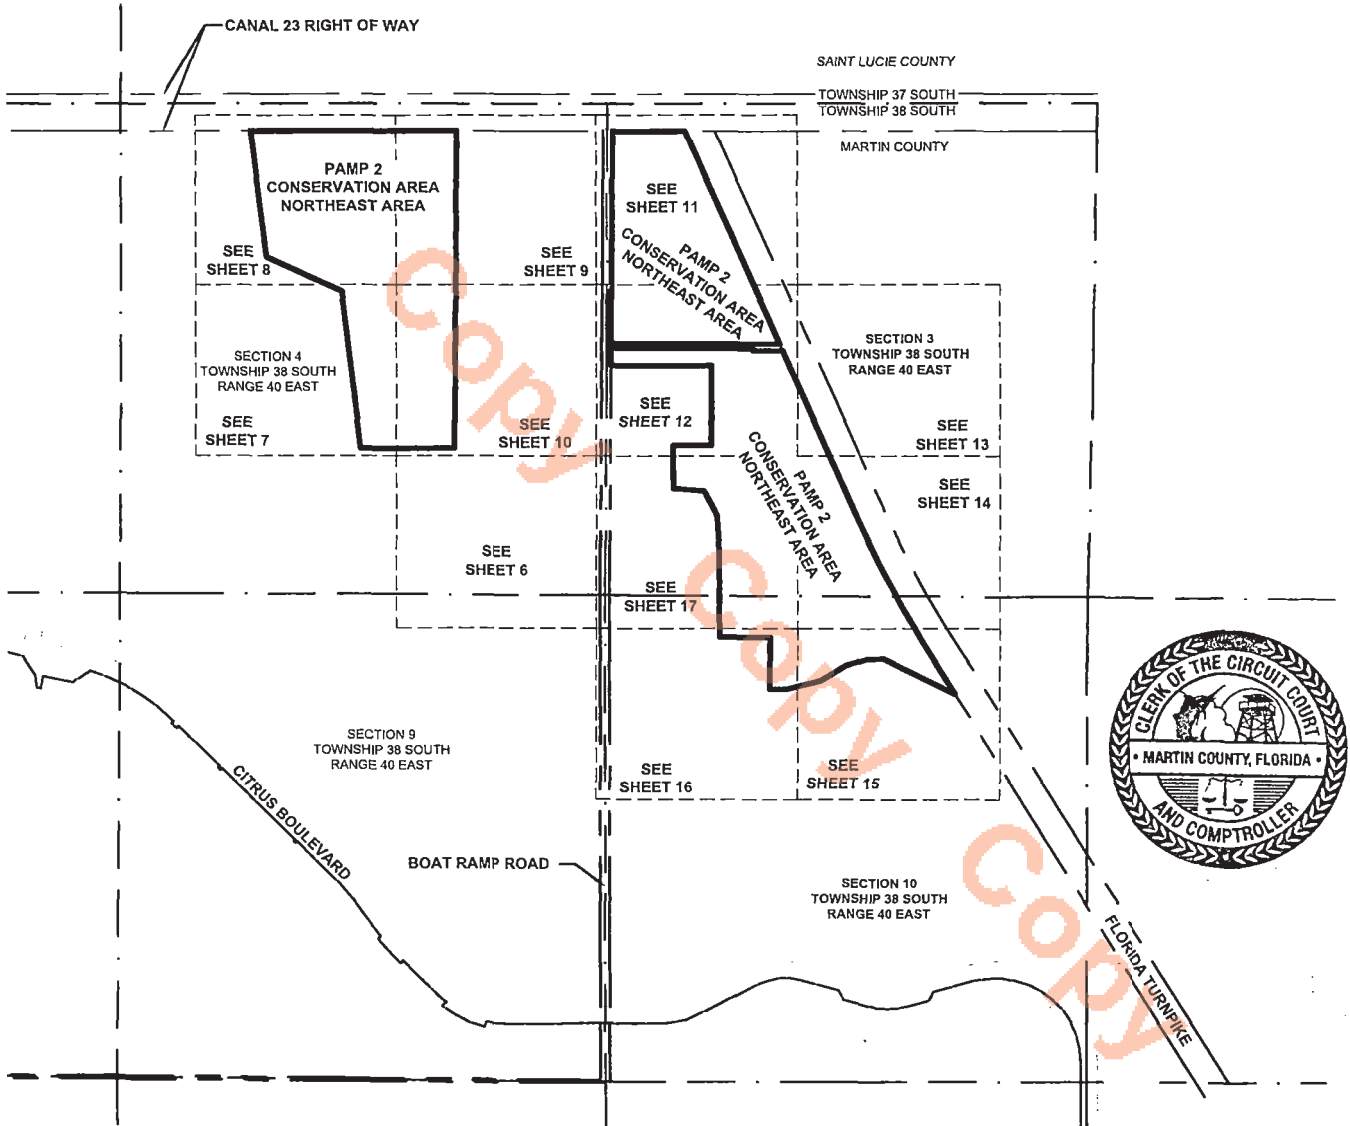 CANAL 23 RIGHT OF WAY
SAINT LUCIE COUNTY
TOWNSHIP 37 SOUTH
TOWNSHIP 38 SOUTH
MARTIN COUNTY
PAMP 2
CONSERVATION AREA
NORTHEAST AREA
SEE
SHEET 11
SEE
SHEET 8
SEE
SHEET 9
PAMP 2
CONSERVATION AREA
NORTHEAST AREA
SECTION 4
TOWNSHIP 38 SOUTH
RANGE 40 EAST
SECTION 3
TOWNSHIP 38 SOUTH
RANGE 40 EAST
SEE
SHEET 7
SEE
SHEET 10
SEE
SHEET 12
SEE
SHEET 13
PAMP 2
CONSERVATION AREA
NORTHEAST AREA
SEE
SHEET 14
SEE
SHEET 6
SEE
SHEET 17
SECTION 9
TOWNSHIP 38 SOUTH
RANGE 40 EAST
CITRUS BOULEVARD
SEE
SHEET 16
SEE
SHEET 15
CLERK OF THE CIRCUIT COURT
• MARTIN COUNTY, FLORIDA •
AND COMPTROLLER
BOAT RAMP ROAD
SECTION 10
TOWNSHIP 38 SOUTH
RANGE 40 EAST
FLORIDA TURNPIKE
Copy
Copy
Copy